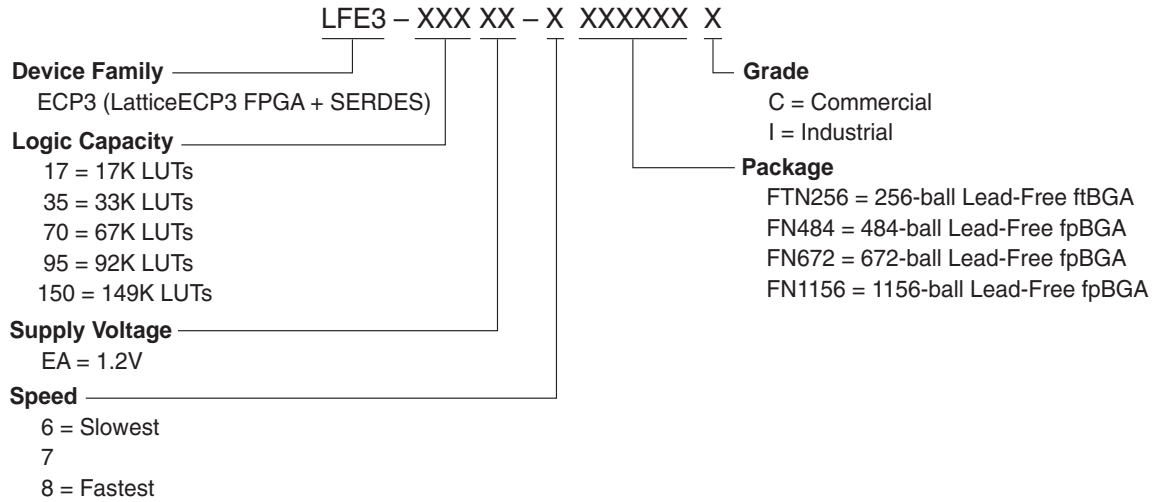 LFE3 – XXX XX – X XXXXXX X
Device Family
ECP3 (LatticeECP3 FPGA + SERDES)
Logic Capacity
17 = 17K LUTs
35 = 33K LUTs
70 = 67K LUTs
95 = 92K LUTs
150 = 149K LUTs
Supply Voltage
EA = 1.2V
Speed
6 = Slowest
7
8 = Fastest
Grade
C = Commercial
I = Industrial
Package
FTN256 = 256-ball Lead-Free ftBGA
FN484 = 484-ball Lead-Free fpBGA
FN672 = 672-ball Lead-Free fpBGA
FN1156 = 1156-ball Lead-Free fpBGA